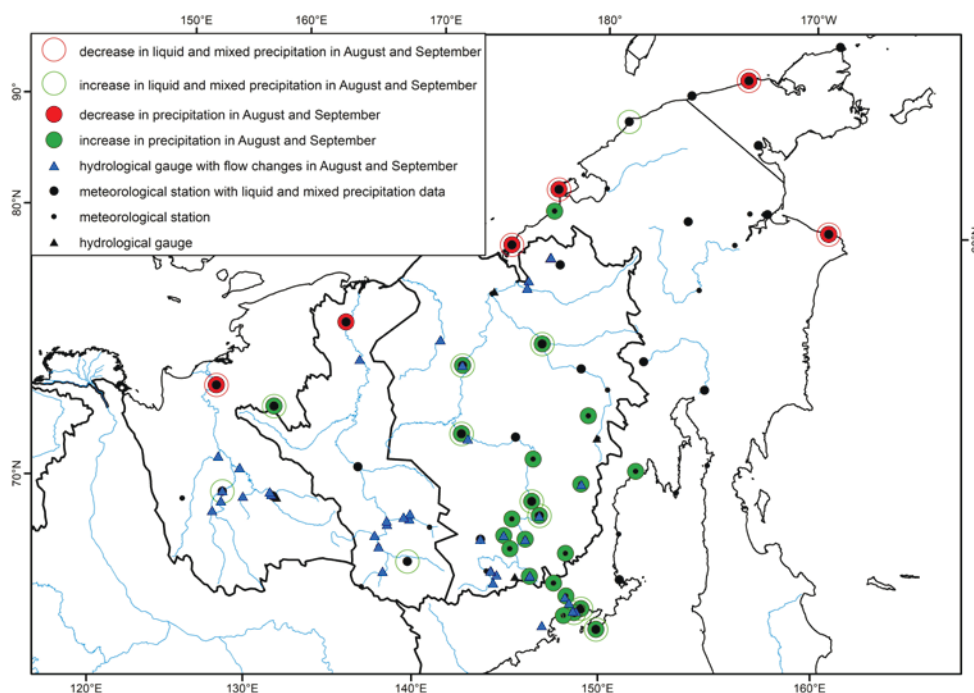 150°E 160°E 170°E 180° 170°W
decrease in liquid and mixed precipitation in August and September
increase in liquid and mixed precipitation in August and September
decrease in precipitation in August and September
increase in precipitation in August and September
hydrological gauge with flow changes in August and September
meteorological station with liquid and mixed precipitation data
meteorological station
hydrological gauge
90°
80°N
70°N
70°N
120°E 130°E 140°E 150°E 160°E